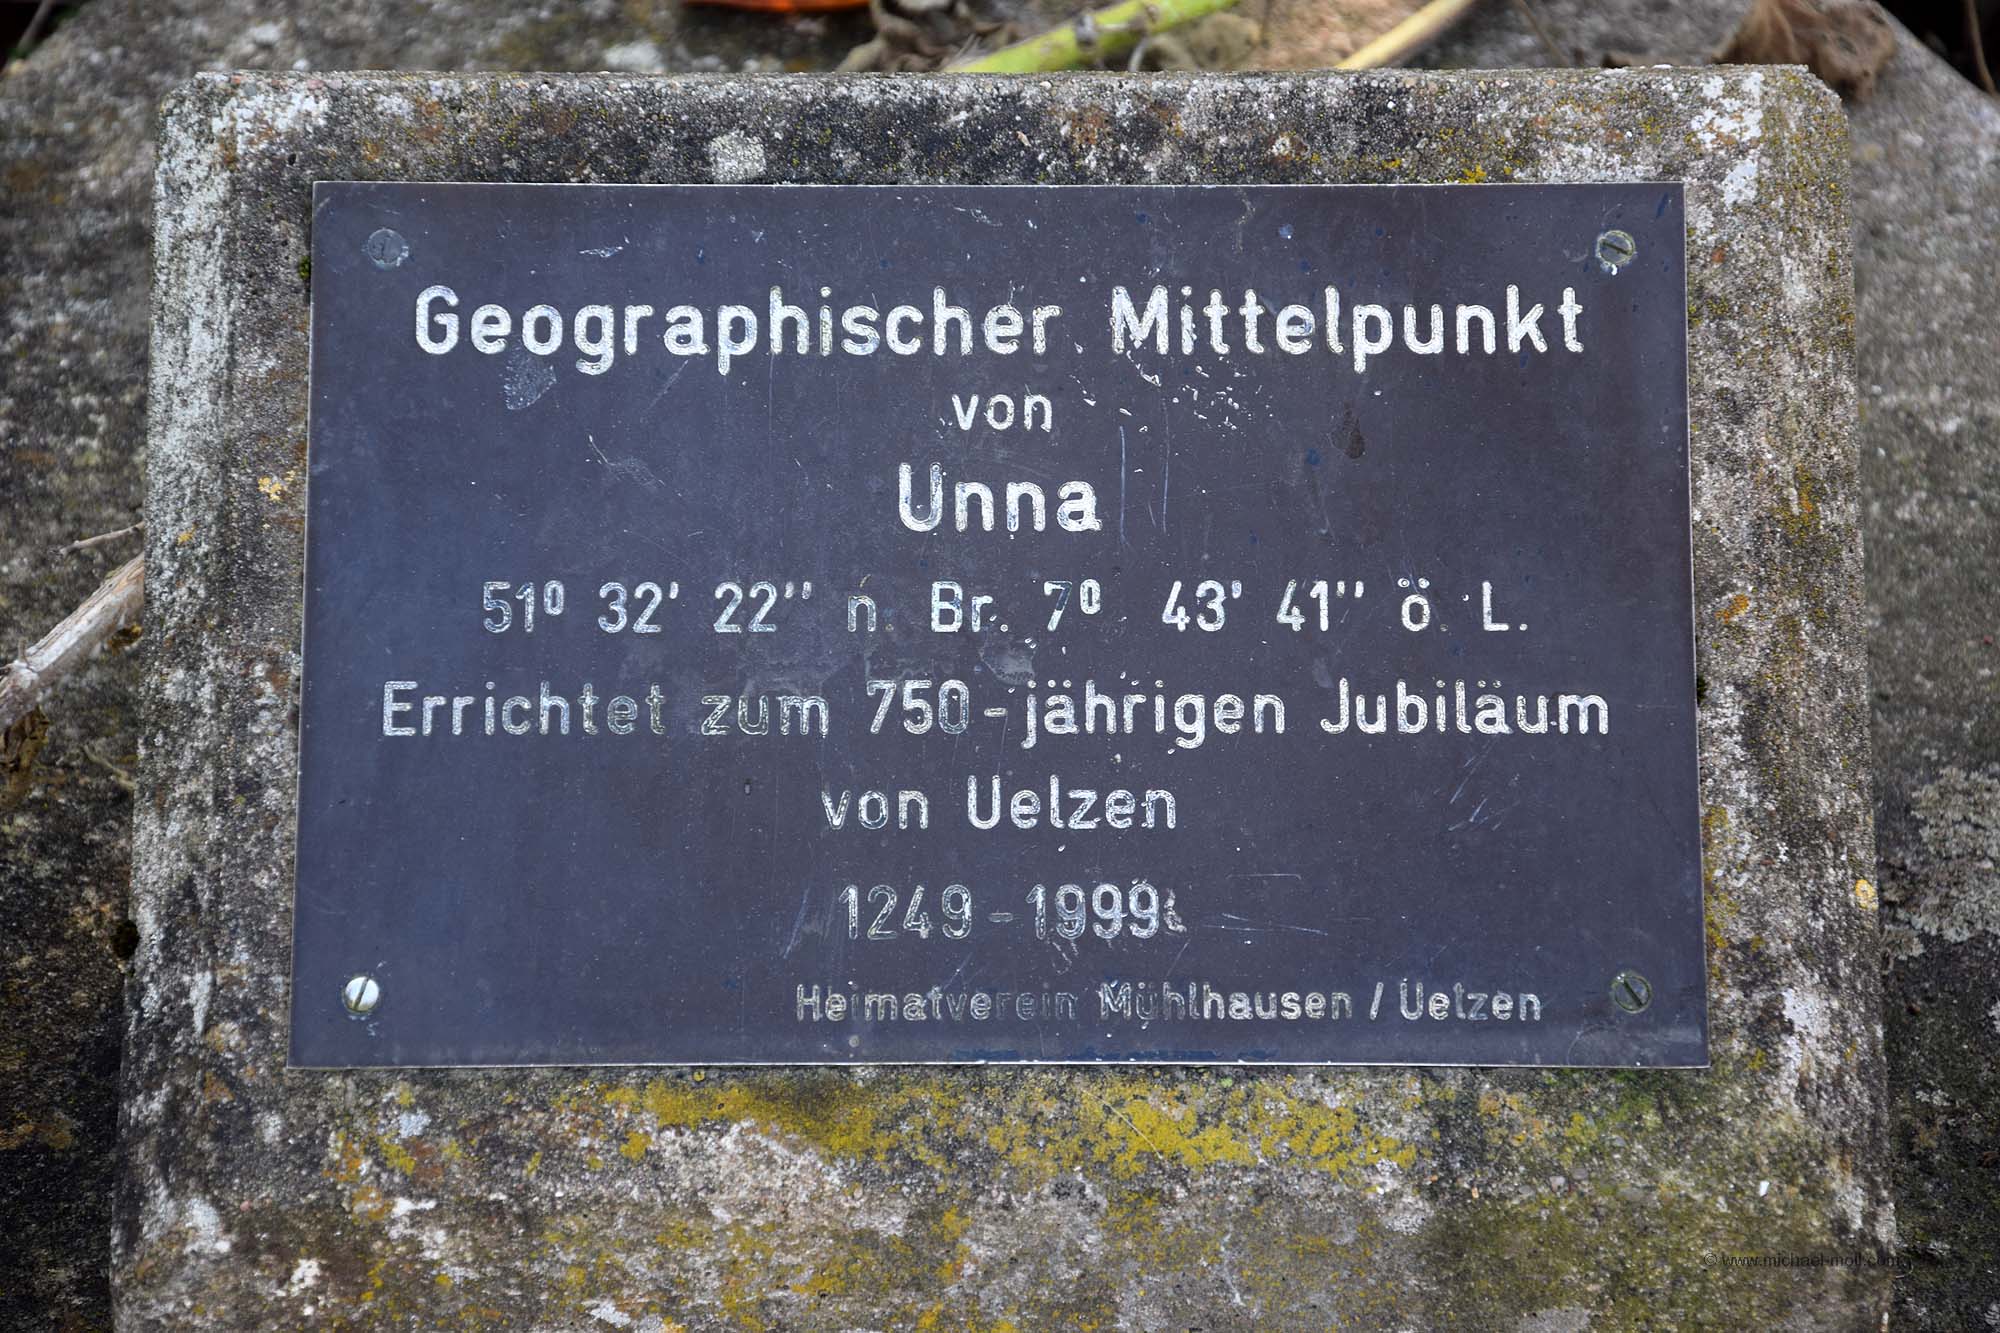 Geographischer Mittelpunkt
von
Unna
51° 32' 22'' n. Br. 7° 43' 41'' ö. L.
Errichtet zum 750-jährigen Jubiläum
von Uelzen
1249-1999
Heimatverein Mühlhausen / Uelzen
© www.michael-moll.com